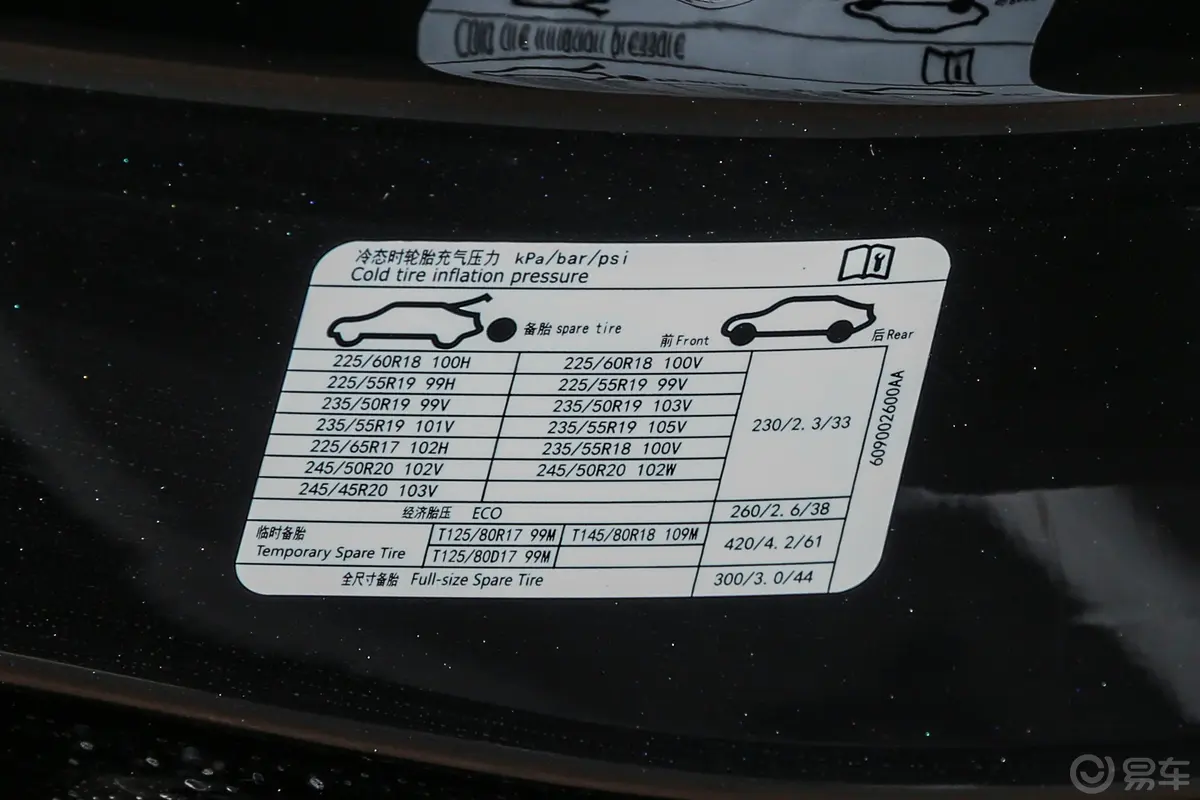 冷态时轮胎充气压力 kPa/bar/psi
Cold tire inflation pressure
备胎 spare tire 前 Front 后 Rear
225/60R18 100H 225/60R18 100V
225/55R19 99H 225/55R19 99V
235/50R19 99V 235/50R19 103V
235/55R19 101V 235/55R19 105V
225/65R17 102H 235/55R18 100V
245/50R20 102V 245/50R20 102W
245/45R20 103V
230/2.3/33
经济胎压 ECO 260/2.6/38
临时备胎
Temporary Spare Tire
T125/80R17 99M T145/80R18 109M
T125/80D17 99M
420/4.2/61
全尺寸备胎 Full-size Spare Tire 300/3.0/44
609002600AA
易车